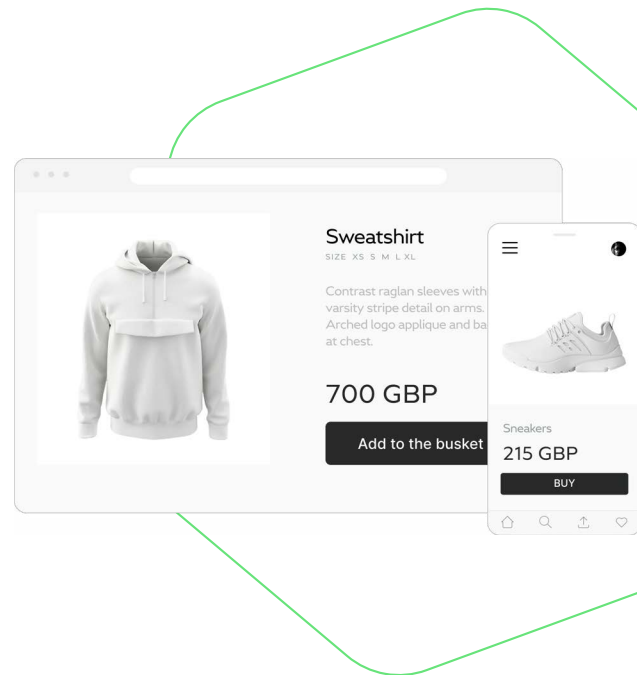 Sweatshirt
SIZE XS S M L XL
Contrast raglan sleeves with
varsity stripe detail on arms.
Arched logo applique and ba
at chest.
700 GBP
Add to the busket
Sneakers
215 GBP
BUY